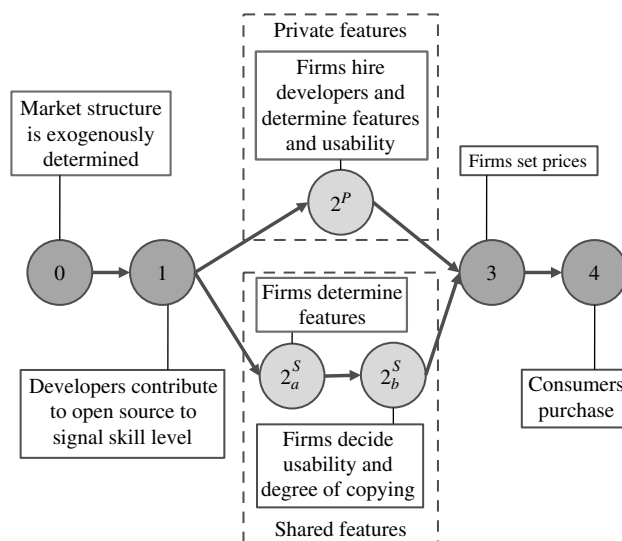 Private features
Firms hire
developers and
determine features
and usability
Market structure
is exogenously
determined
Firms set prices
2^P
0
1
3
4
Firms determine
features
2_a^S
2_b^S
Developers contribute
to open source to
signal skill level
Consumers
purchase
Firms decide
usability and
degree of copying
Shared features